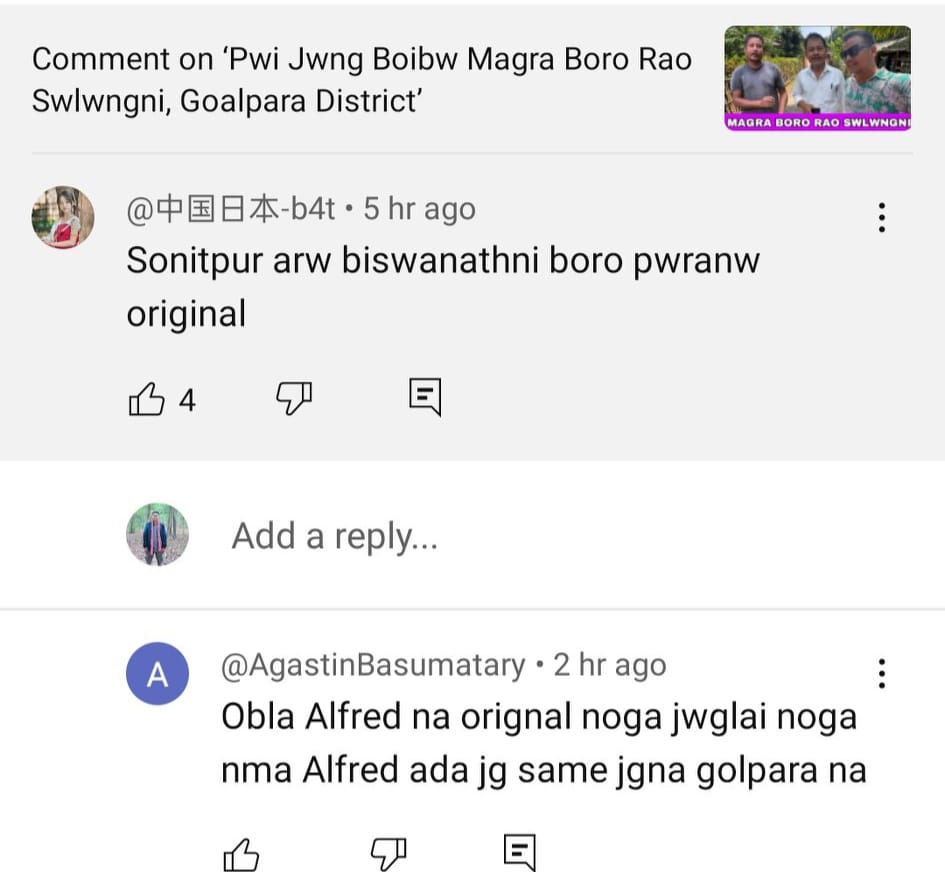 Comment on ‘Pwi Jwng Boibw Magra Boro Rao
Swlwngni, Goalpara District’
MAGRA BORO RAO SWLWNGNI
@中国日本-b4t • 5 hr ago
Sonitpur arw biswanathni boro pwranw
original
4
Add a reply...
A
@AgastinBasumatary • 2 hr ago
Obla Alfred na orignal noga jwglai noga
nma Alfred ada jg same jgna golpara na